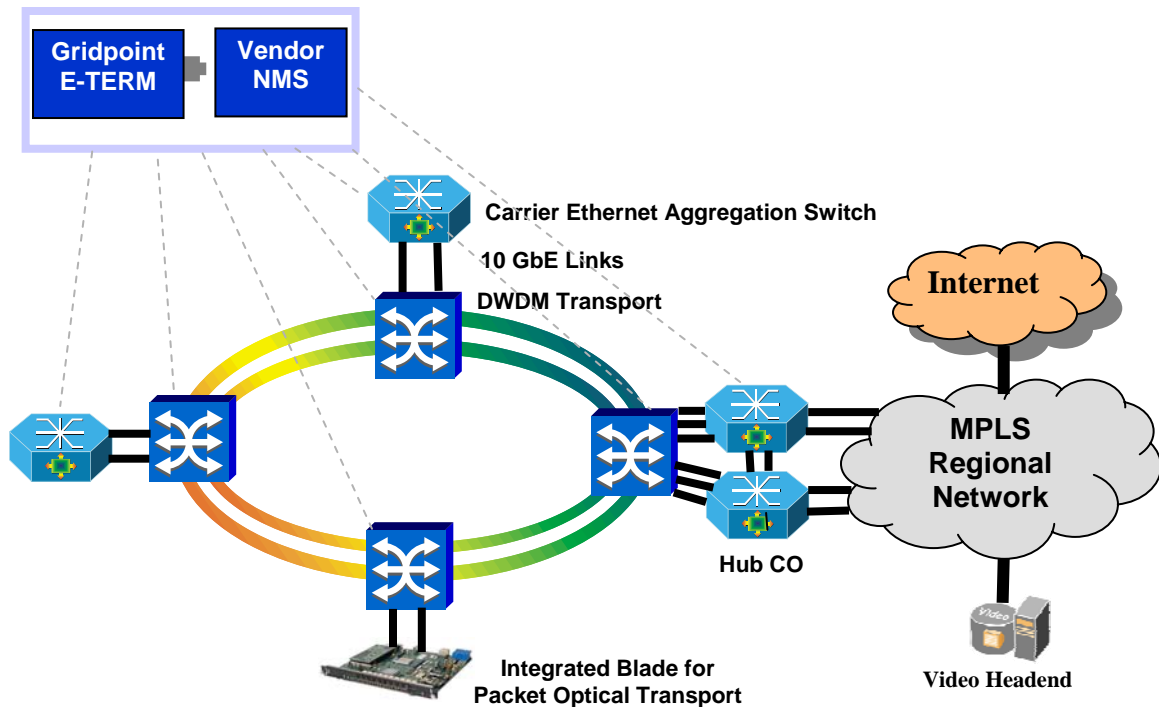 Gridpoint
E-TERM
Vendor
NMS
Carrier Ethernet Aggregation Switch
10 GbE Links
DWDM Transport
Internet
MPLS
Regional
Network
Hub CO
Video
Integrated Blade for
Packet Optical Transport
Video Headend